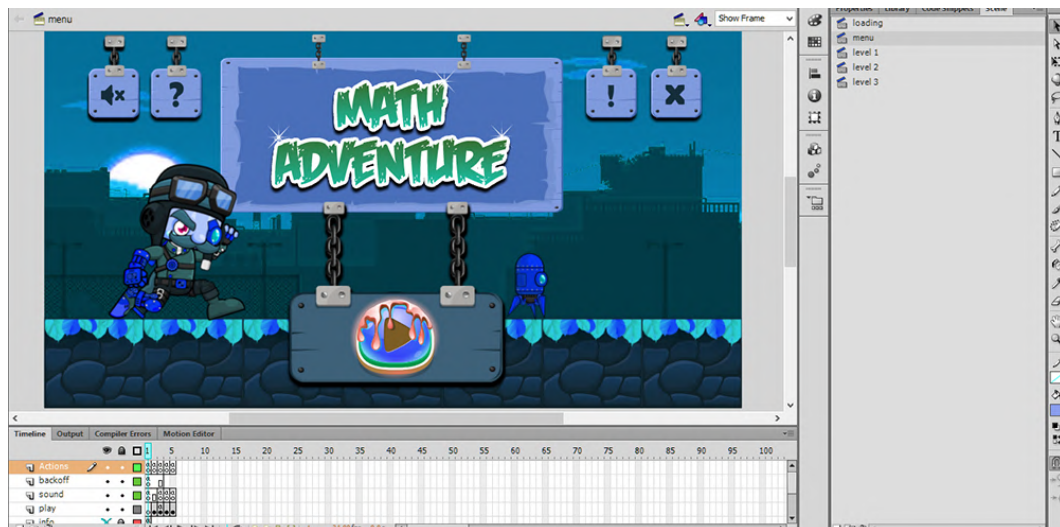 Properties Library Code Snippets Scene
menu
Show Frame
loading
menu
level 1
level 2
level 3
?
!
X
MATH
ADVENTURE
Timeline Output Compiler Errors Motion Editor
1 5 10 15 20 25 30 35 40 45 50 55 60 65 70 75 80 85 90 95 100
Actions
backoff
sound
play
info